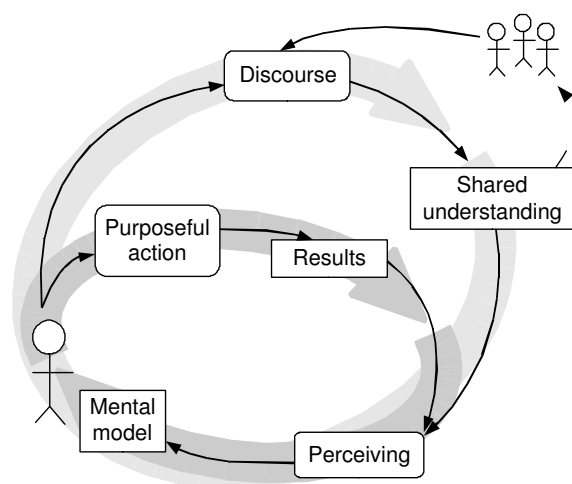 Discourse
Shared
understanding
Purposeful
action
Results
Mental
model
Perceiving